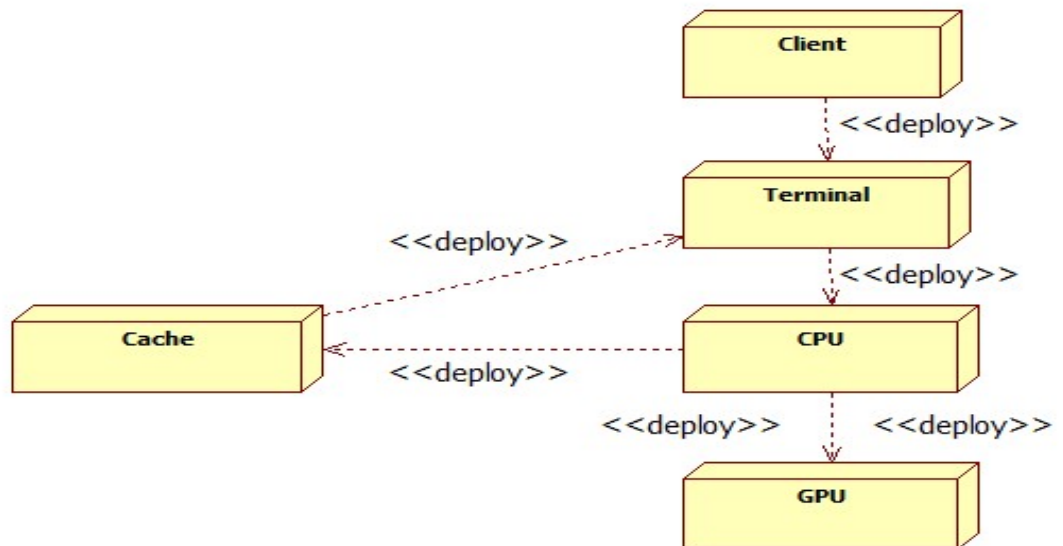 Client
<<deploy>>
Terminal
<<deploy>>
<<deploy>>
Cache
CPU
<<deploy>>
<<deploy>> <<deploy>>
GPU